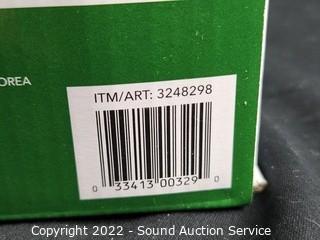 OREA
ITM/ART: 3248298
0 33413 00329 0
Copyright 2022 - Sound Auction Service